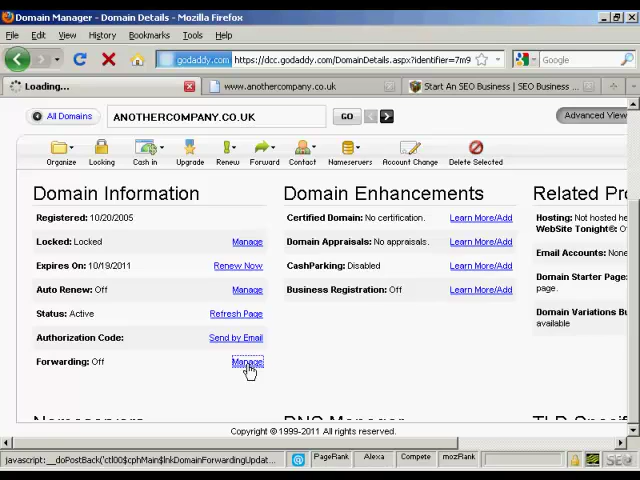 Domain Manager - Domain Details - Mozilla Firefox
File Edit View History Bookmarks Tools Help
godaddy.com https://dcc.godaddy.com/DomainDetails.aspx?identifier=7m9 Google
Loading... www.anothercompany.co.uk Start An SEO Business | SEO Business ...
All Domains ANOTHERCOMPANY.CO.UK GO Advanced View
Organize Locking Cash in Upgrade Renew Forward Contact Nameservers Account Change Delete Selected
Domain Information Domain Enhancements Related Pro
Registered: 10/20/2005 Certified Domain: No certification. Learn More/Add Hosting: Not hosted he
WebSite Tonight®:
Locked: Locked Manage Domain Appraisals: No appraisals. Learn More/Add Email Accounts: None
Expires On: 10/19/2011 Renew Now CashParking: Disabled Learn More/Add Domain Starter Page:
page.
Auto Renew: Off Manage Business Registration: Off Learn More/Add
Status: Active Refresh Page Domain Variations Bu
available
Authorization Code: Send by Email
Forwarding: Off Manage
Nameservers DNS Manager TLD Specif
Copyright © 1999-2011 All rights reserved.
javascript:__doPostBack('ctl00$cphMain$lnkDomainForwardingUpdat... PageRank Alexa Compete mozRank